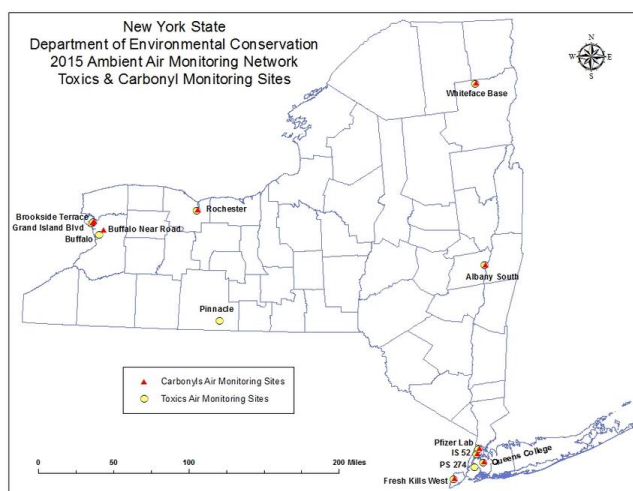 New York State
Department of Environmental Conservation
2015 Ambient Air Monitoring Network
Toxics & Carbonyl Monitoring Sites
N
W E
S
Whiteface Base
Rochester
Brookside Terrace
Grand Island Blvd
Buffalo Near Road
Buffalo
Albany South
Pinnacle
Carbonyls Air Monitoring Sites
Toxics Air Monitoring Sites
Pfizer Lab
IS 52
Queens College
PS 274
Fresh Kills West
0 50 100 200 Miles